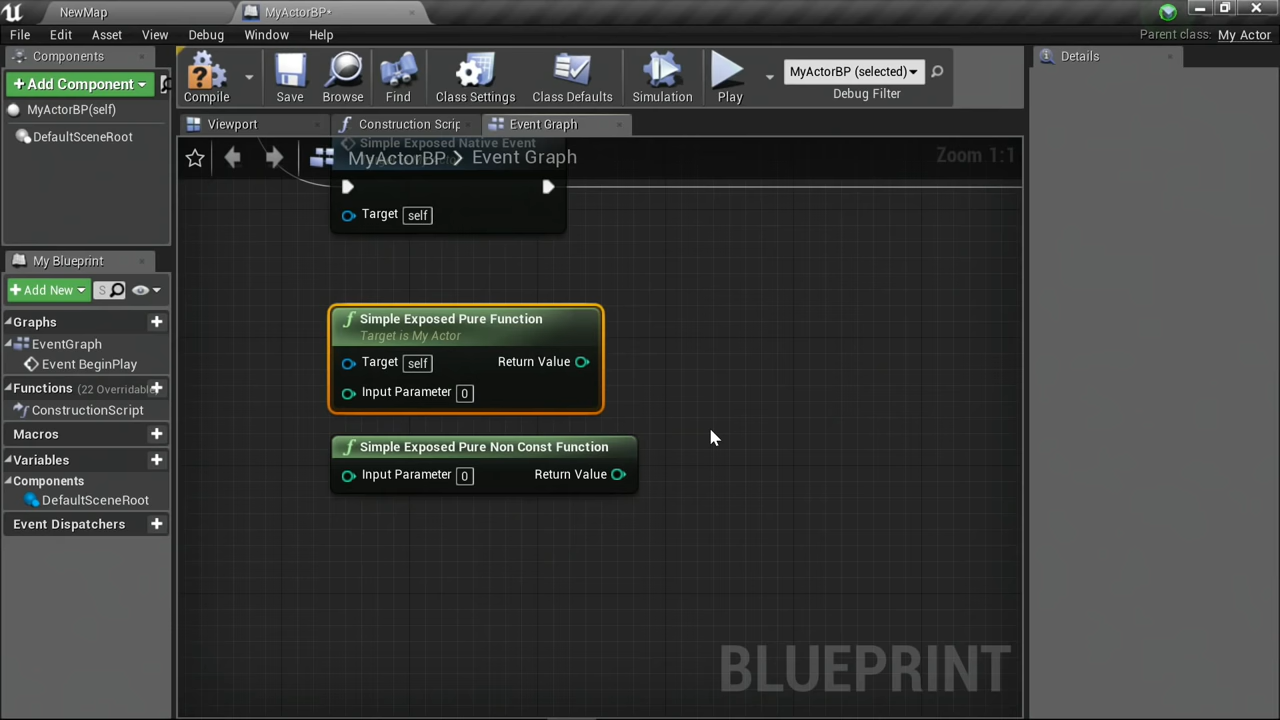 NewMap
MyActorBP*
File Edit Asset View Debug Window Help
Parent class: My Actor
Components
Add Component
MyActorBP(self)
DefaultSceneRoot
Compile
Save
Browse
Find
Class Settings
Class Defaults
Simulation
Play
MyActorBP (selected)
Debug Filter
Details
Viewport
Construction Scrip
Event Graph
Simple Exposed Native Event
MyActorBP > Event Graph
Zoom 1:1
Target self
My Blueprint
Add New
S
Graphs
EventGraph
Event BeginPlay
Functions (22 Overridable
ConstructionScript
Macros
Variables
Components
DefaultSceneRoot
Event Dispatchers
f Simple Exposed Pure Function
Target is My Actor
Target self Return Value
Input Parameter 0
f Simple Exposed Pure Non Const Function
Input Parameter 0 Return Value
BLUEPRINT